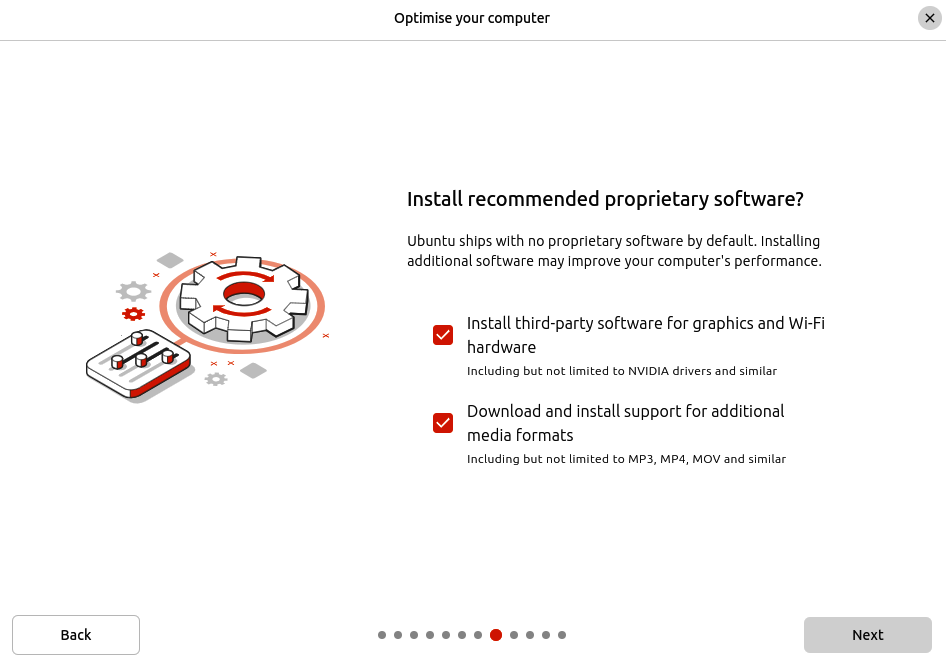 Optimise your computer
Install recommended proprietary software?
Ubuntu ships with no proprietary software by default. Installing
additional software may improve your computer's performance.
Install third-party software for graphics and Wi-Fi
hardware
Including but not limited to NVIDIA drivers and similar
Download and install support for additional
media formats
Including but not limited to MP3, MP4, MOV and similar
Back
Next